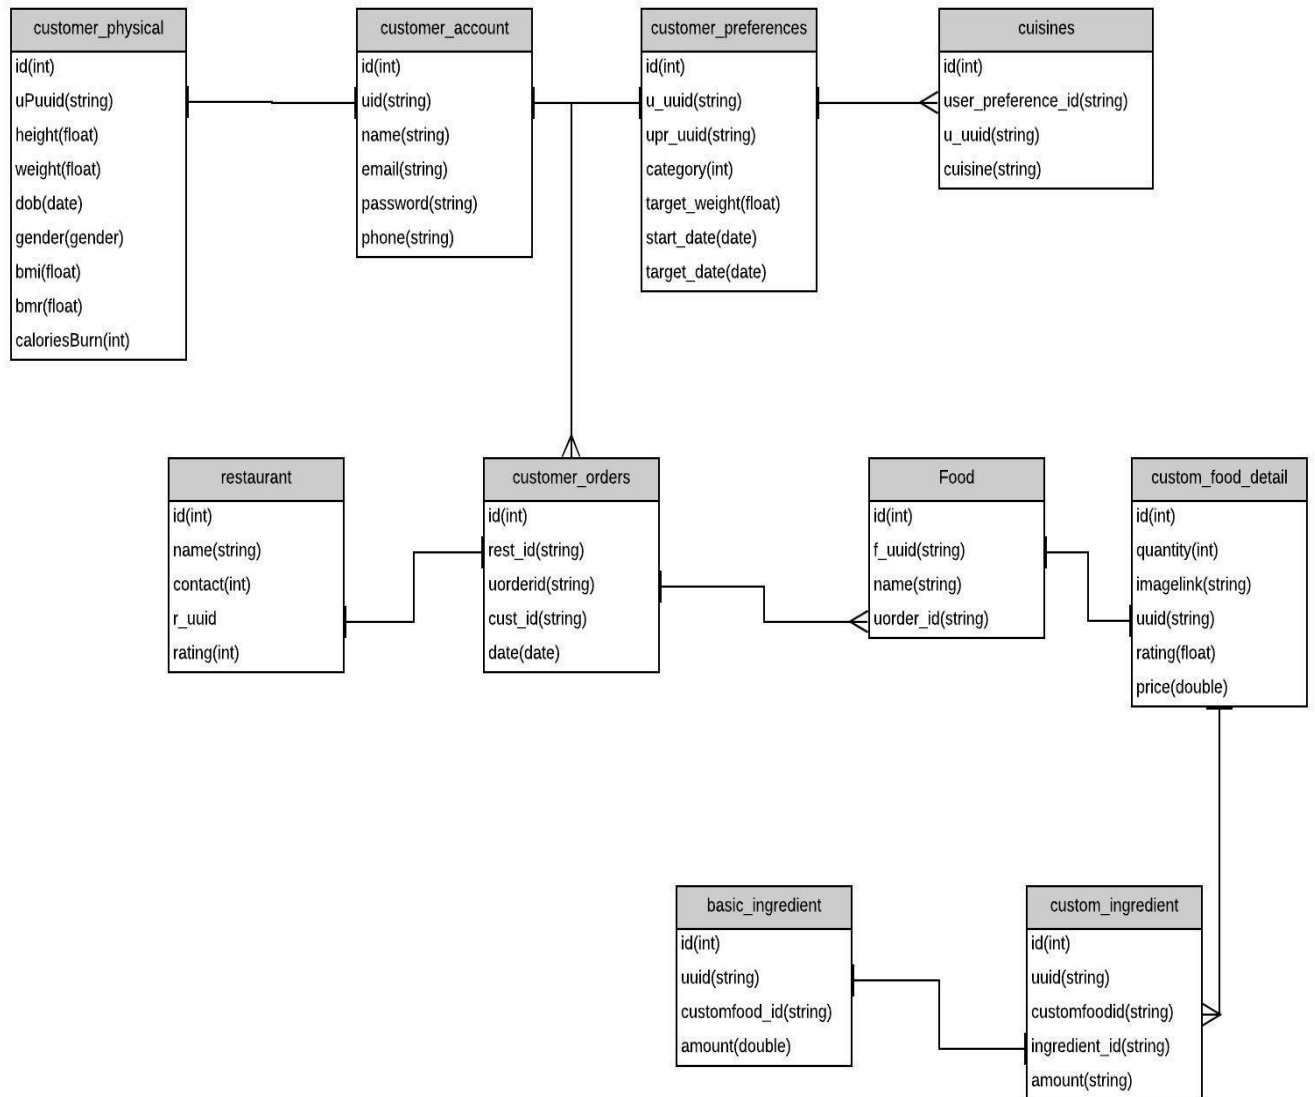 customer_physical
id(int)
uPuuid(string)
height(float)
weight(float)
dob(date)
gender(gender)
bmi(float)
bmr(float)
caloriesBurn(int)
customer_account
id(int)
uid(string)
name(string)
email(string)
password(string)
phone(string)
customer_preferences
id(int)
u_uuid(string)
upr_uuid(string)
category(int)
target_weight(float)
start_date(date)
target_date(date)
cuisines
id(int)
user_preference_id(string)
u_uuid(string)
cuisine(string)
restaurant
id(int)
name(string)
contact(int)
r_uuid
rating(int)
customer_orders
id(int)
rest_id(string)
uorderid(string)
cust_id(string)
date(date)
Food
id(int)
f_uuid(string)
name(string)
uorder_id(string)
custom_food_detail
id(int)
quantity(int)
imagelink(string)
uuid(string)
rating(float)
price(double)
basic_ingredient
id(int)
uuid(string)
customfood_id(string)
amount(double)
custom_ingredient
id(int)
uuid(string)
customfoodid(string)
ingredient_id(string)
amount(string)